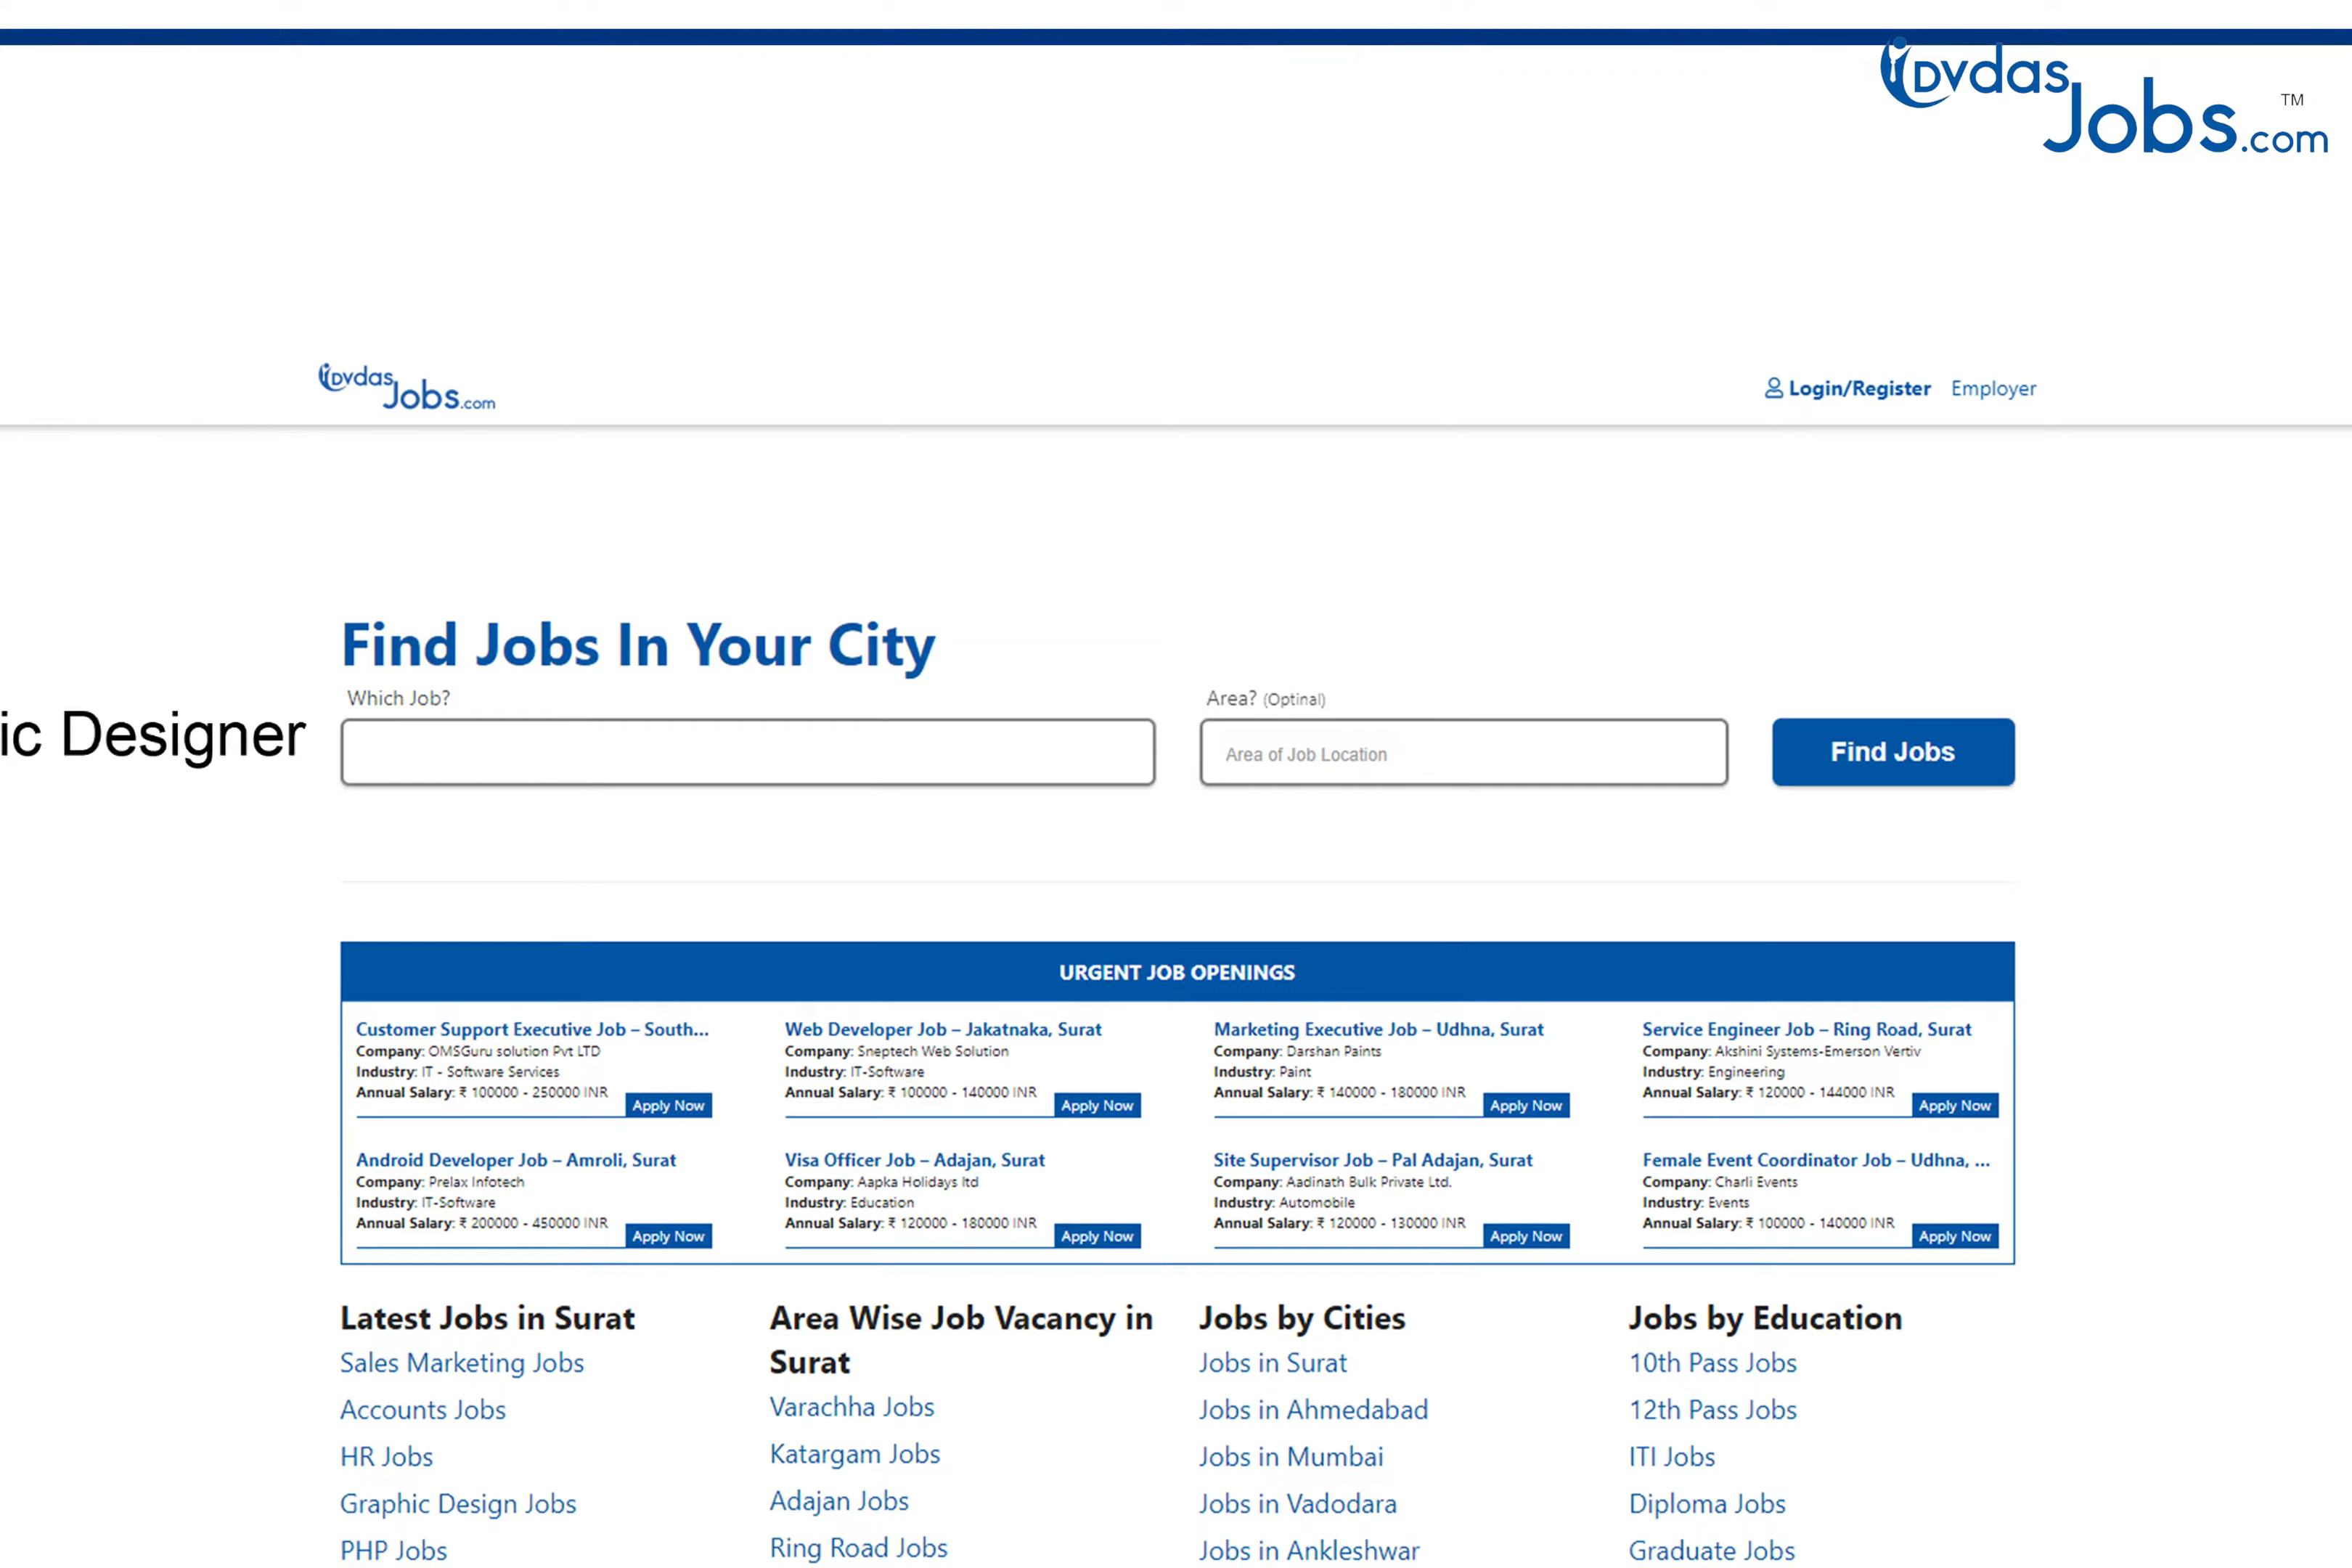 DVdas
Jobs.com
TM
DVdas
Jobs.com
Login/Register Employer
Find Jobs In Your City
Which Job?
Area? (Optinal)
ic Designer
Area of Job Location
Find Jobs
URGENT JOB OPENINGS
Customer Support Executive Job – South...
Company: OMSGuru solution Pvt LTD
Industry: IT - Software Services
Annual Salary: ₹ 100000 - 250000 INR
Apply Now
Web Developer Job – Jakatnaka, Surat
Company: Sneptech Web Solution
Industry: IT-Software
Annual Salary: ₹ 100000 - 140000 INR
Apply Now
Marketing Executive Job – Udhna, Surat
Company: Darshan Paints
Industry: Paint
Annual Salary: ₹ 140000 - 180000 INR
Apply Now
Service Engineer Job – Ring Road, Surat
Company: Akshini Systems-Emerson Vertiv
Industry: Engineering
Annual Salary: ₹ 120000 - 144000 INR
Apply Now
Android Developer Job – Amroli, Surat
Company: Prelax Infotech
Industry: IT-Software
Annual Salary: ₹ 200000 - 450000 INR
Apply Now
Visa Officer Job – Adajan, Surat
Company: Aapka Holidays ltd
Industry: Education
Annual Salary: ₹ 120000 - 180000 INR
Apply Now
Site Supervisor Job – Pal Adajan, Surat
Company: Aadinath Bulk Private Ltd.
Industry: Automobile
Annual Salary: ₹ 120000 - 130000 INR
Apply Now
Female Event Coordinator Job – Udhna, ...
Company: Charli Events
Industry: Events
Annual Salary: ₹ 100000 - 140000 INR
Apply Now
Latest Jobs in Surat
Sales Marketing Jobs
Accounts Jobs
HR Jobs
Graphic Design Jobs
PHP Jobs
Area Wise Job Vacancy in
Surat
Varachha Jobs
Katargam Jobs
Adajan Jobs
Ring Road Jobs
Jobs by Cities
Jobs in Surat
Jobs in Ahmedabad
Jobs in Mumbai
Jobs in Vadodara
Jobs in Ankleshwar
Jobs by Education
10th Pass Jobs
12th Pass Jobs
ITI Jobs
Diploma Jobs
Graduate Jobs